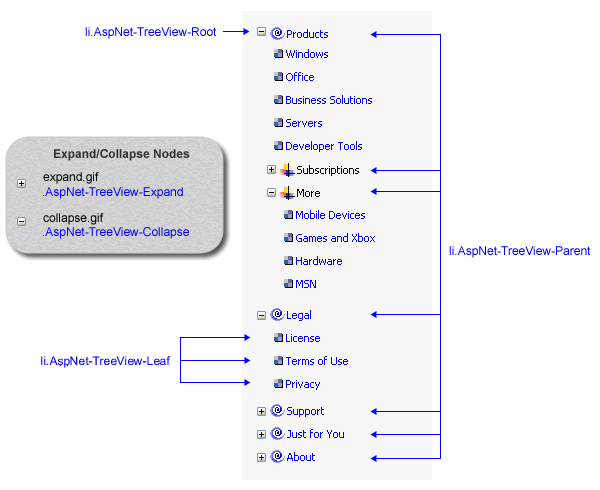 li.AspNet-TreeView-Root
Products
Windows
Office
Business Solutions
Servers
Developer Tools
Subscriptions
More
Mobile Devices
Games and Xbox
Hardware
MSN
Legal
License
Terms of Use
Privacy
Support
Just for You
About
Expand/Collapse Nodes
expand.gif
.AspNet-TreeView-Expand
collapse.gif
.AspNet-TreeView-Collapse
li.AspNet-TreeView-Leaf
li.AspNet-TreeView-Parent